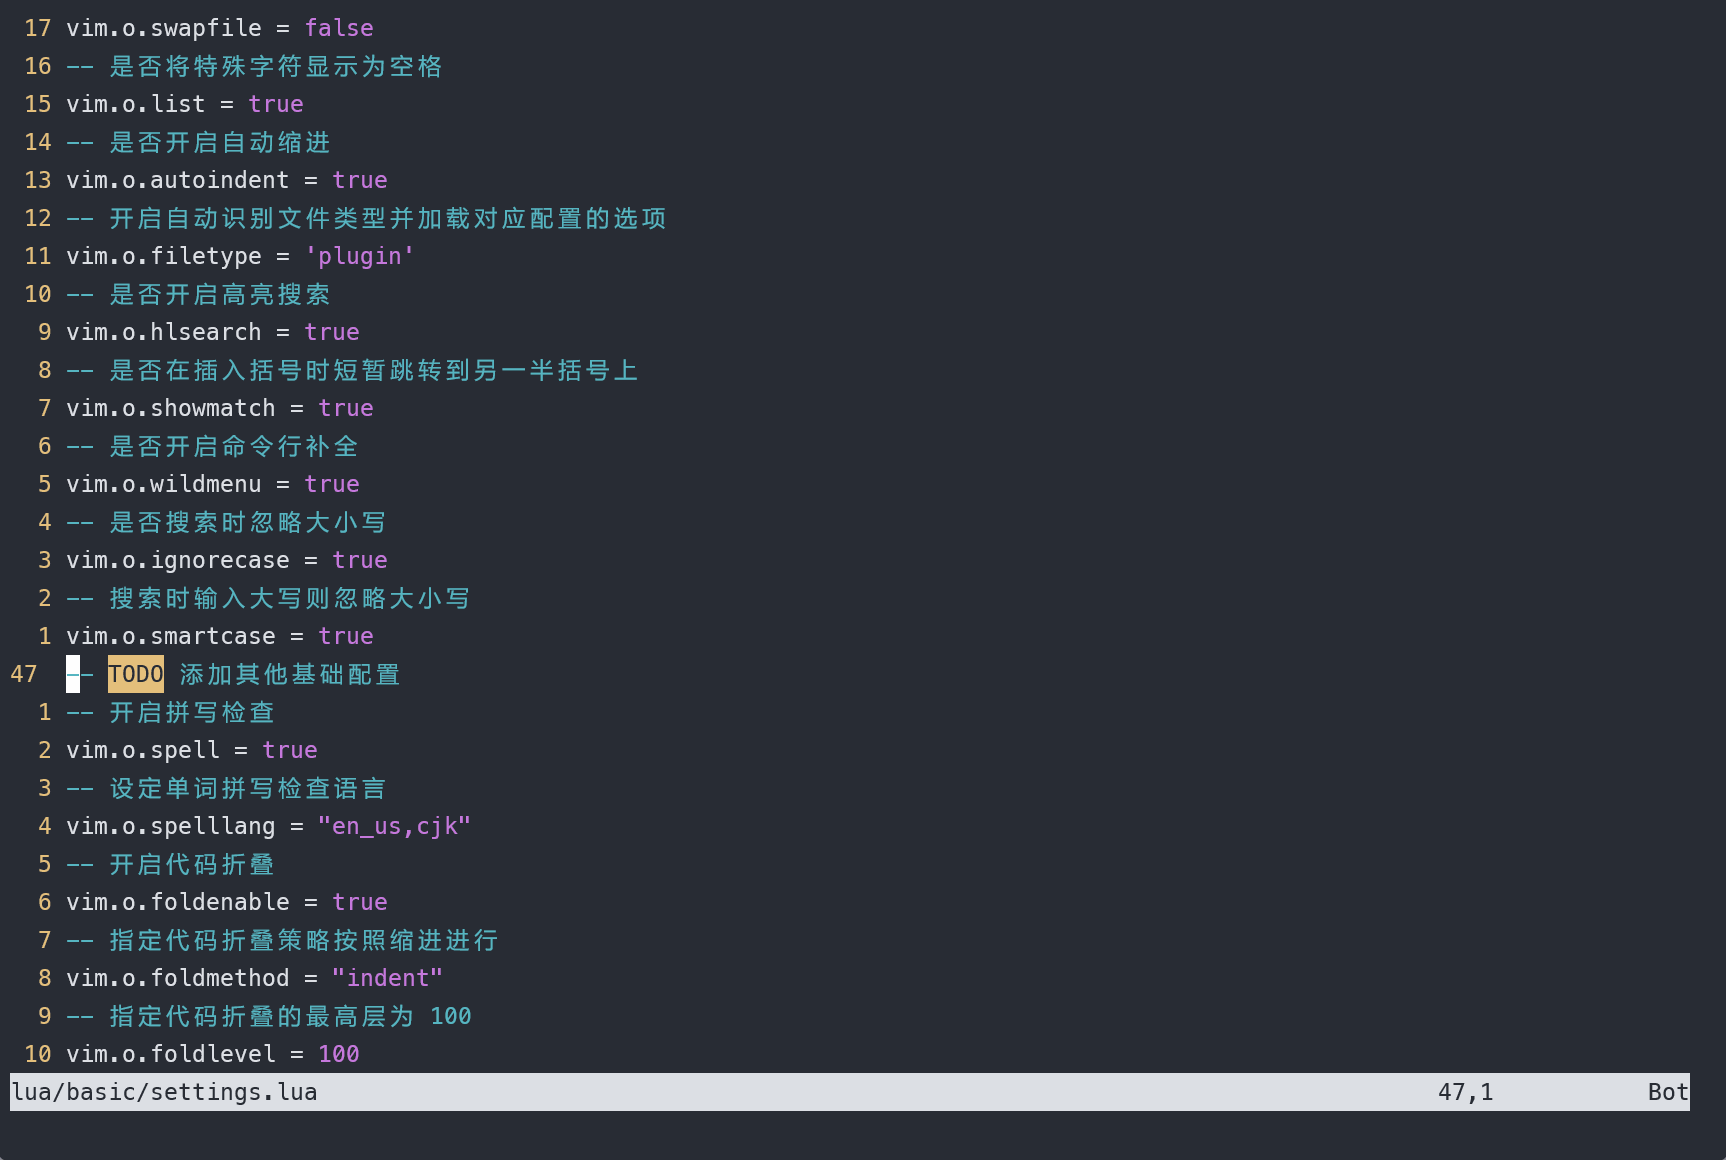 17 vim.o.swapfile = false
16 -- 是否将特殊字符显示为空格
15 vim.o.list = true
14 -- 是否开启自动缩进
13 vim.o.autoindent = true
12 -- 开启自动识别文件类型并加载对应配置的选项
11 vim.o.filetype = 'plugin'
10 -- 是否开启高亮搜索
9 vim.o.hlsearch = true
8 -- 是否在插入括号时短暂跳转到另一半括号上
7 vim.o.showmatch = true
6 -- 是否开启命令行补全
5 vim.o.wildmenu = true
4 -- 是否搜索时忽略大小写
3 vim.o.ignorecase = true
2 -- 搜索时输入大写则忽略大小写
1 vim.o.smartcase = true
47 -- TODO 添加其他基础配置
1 -- 开启拼写检查
2 vim.o.spell = true
3 -- 设定单词拼写检查语言
4 vim.o.spelllang = "en_us,cjk"
5 -- 开启代码折叠
6 vim.o.foldenable = true
7 -- 指定代码折叠策略按照缩进进行
8 vim.o.foldmethod = "indent"
9 -- 指定代码折叠的最高层为 100
10 vim.o.foldlevel = 100
lua/basic/settings.lua 47,1 Bot